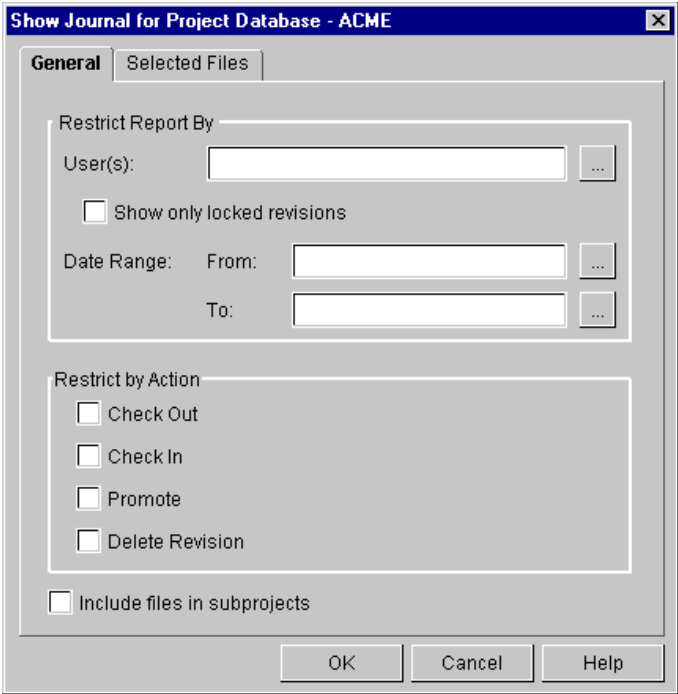 Show Journal for Project Database - ACME
General Selected Files
Restrict Report By
User(s): ...
Show only locked revisions
Date Range: From: ...
To: ...
Restrict by Action
Check Out
Check In
Promote
Delete Revision
Include files in subprojects
OK Cancel Help